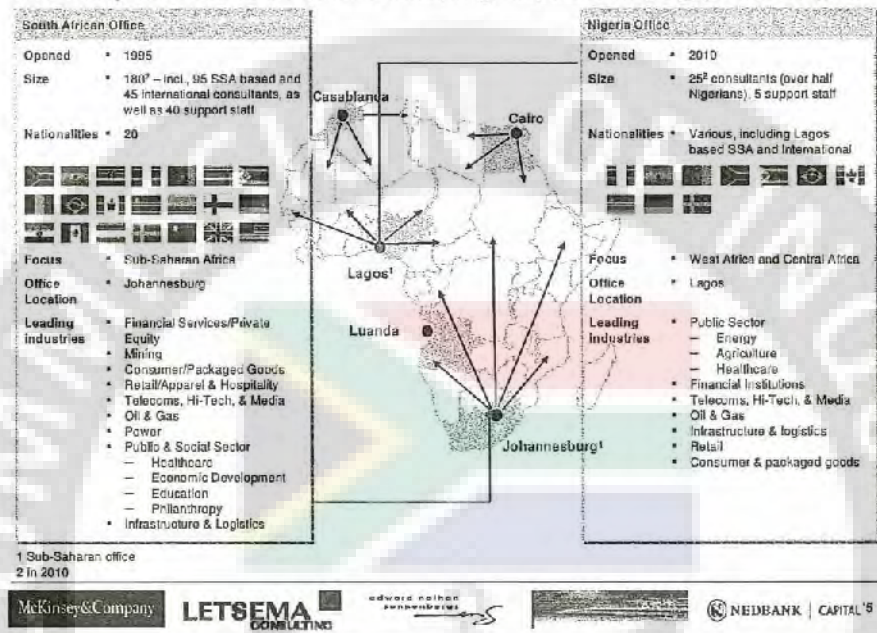 South African Office
Opened • 1995
Size • 180² – incl., 95 SSA based and
45 international consultants, as
well as 40 support staff
Nationalities • 20
Focus • Sub-Saharan Africa
Office • Johannesburg
Location
Leading • Financial Services/Private
industries Equity
• Mining
• Consumer/Packaged Goods
• Retail/Apparel & Hospitality
• Telecoms, Hi-Tech, & Media
• Oil & Gas
• Power
• Public & Social Sector
– Healthcare
– Economic Development
– Education
– Philanthropy
• Infrastructure & Logistics
Casablanca
Cairo
Lagos¹
Luanda
Johannesburg¹
Nigeria Office
Opened • 2010
Size • 25² consultants (over half
Nigerians), 5 support staff
Nationalities • Various, including Lagos
based SSA and International
Focus • West Africa and Central Africa
Office • Lagos
Location
Leading • Public Sector
industries – Energy
– Agriculture
– Healthcare
• Financial Institutions
• Telecoms, Hi-Tech, & Media
• Oil & Gas
• Infrastructure & logistics
• Retail
• Consumer & packaged goods
1 Sub-Saharan office
2 in 2010
McKinsey&Company
LETSEMA
CONSULTING
edward nathan
sonnenbergs
NEDBANK | CAPITAL